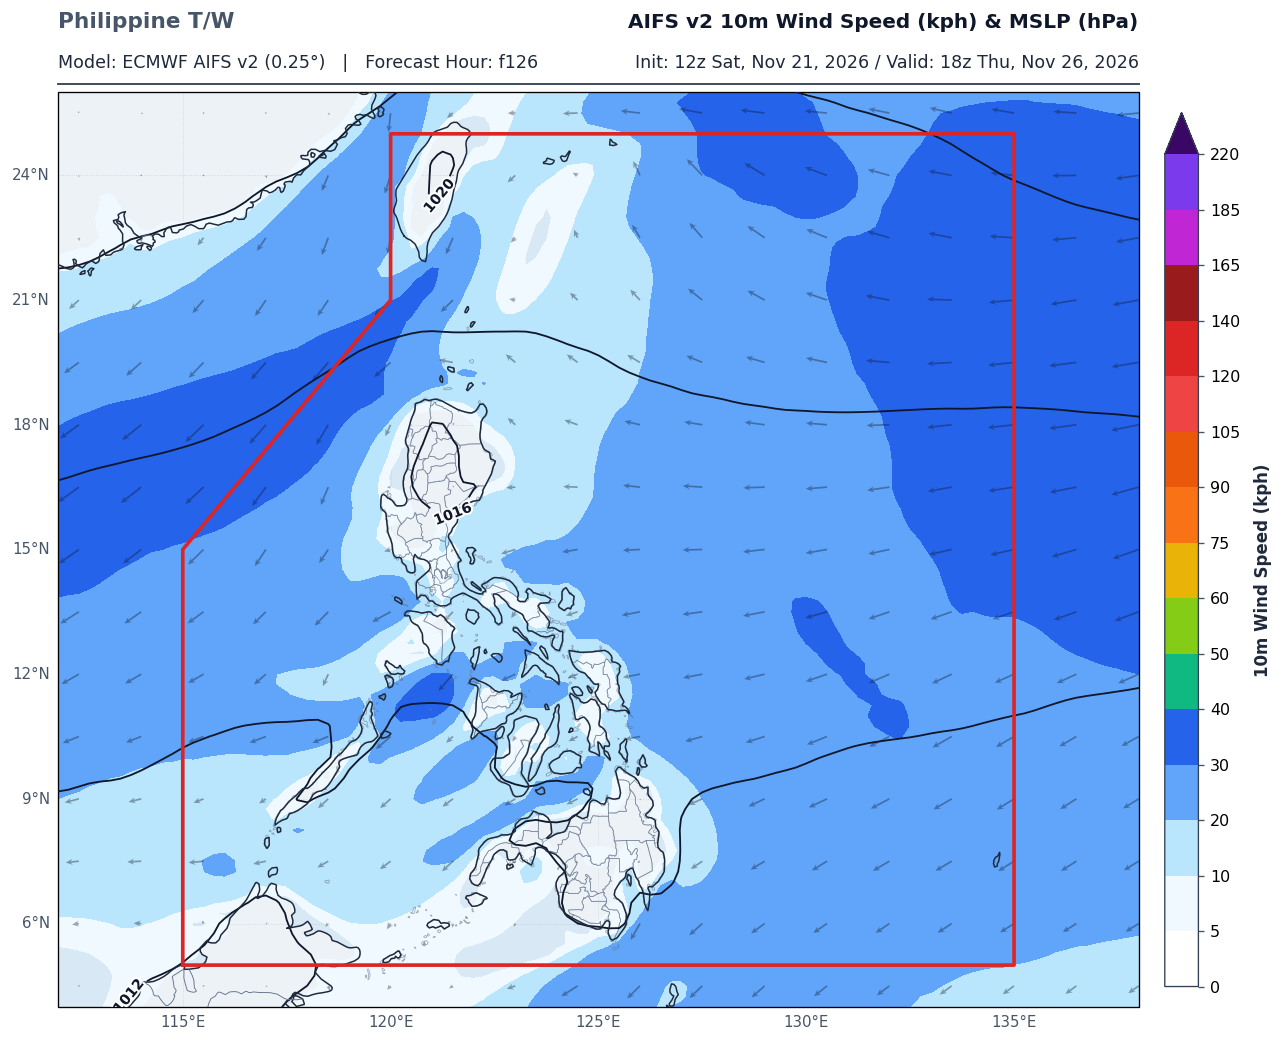 Philippine T/W
AIFS v2 10m Wind Speed (kph) & MSLP (hPa)
Model: ECMWF AIFS v2 (0.25°) | Forecast Hour: f126
Init: 12z Sat, Nov 21, 2026 / Valid: 18z Thu, Nov 26, 2026
24°N
21°N
18°N
15°N
12°N
9°N
6°N
115°E
120°E
125°E
130°E
135°E
1020
1016
1012
220
185
165
140
120
105
90
75
60
50
40
30
20
10
5
0
10m Wind Speed (kph)